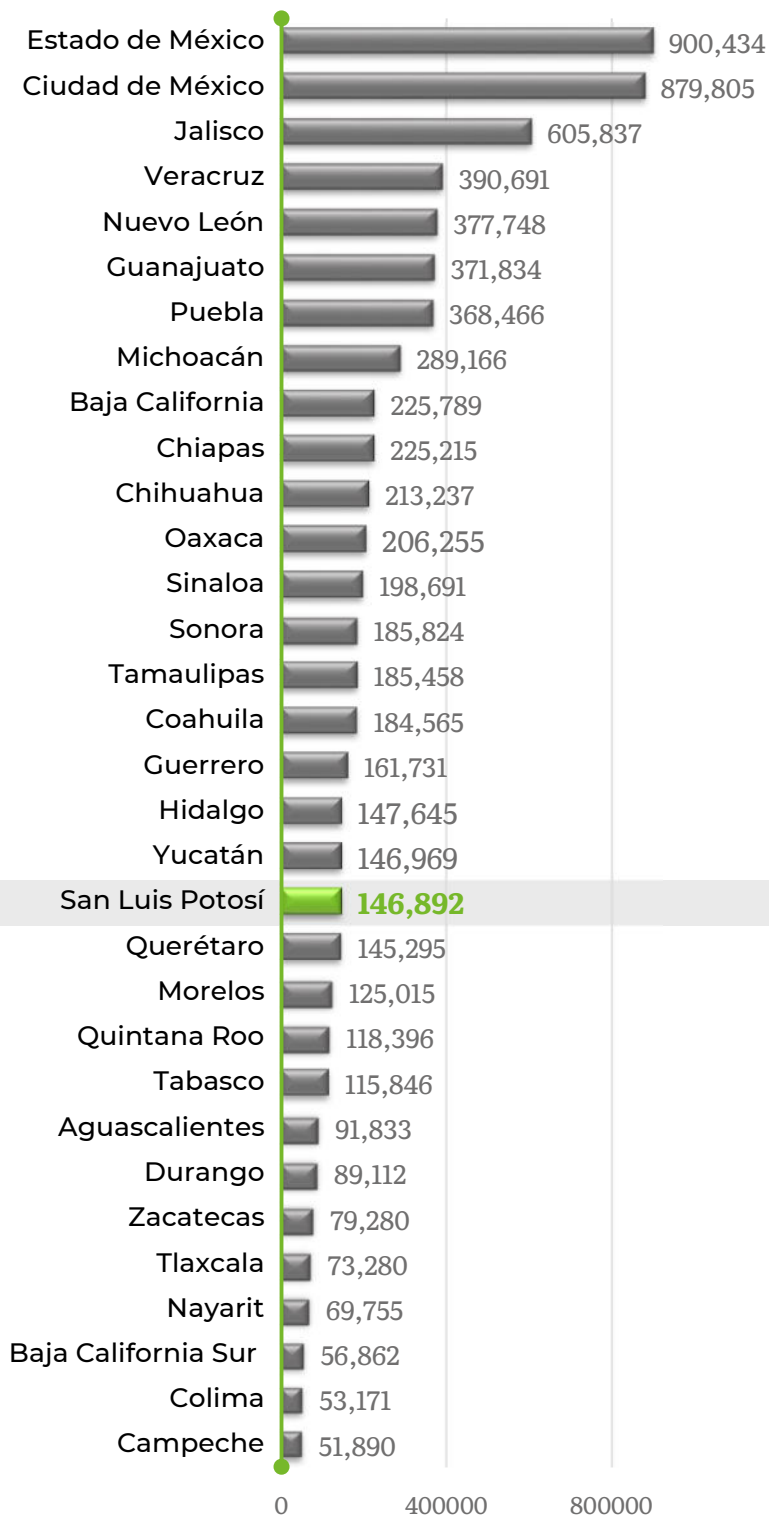 Estado de México 900,434
Ciudad de México 879,805
Jalisco 605,837
Veracruz 390,691
Nuevo León 377,748
Guanajuato 371,834
Puebla 368,466
Michoacán 289,166
Baja California 225,789
Chiapas 225,215
Chihuahua 213,237
Oaxaca 206,255
Sinaloa 198,691
Sonora 185,824
Tamaulipas 185,458
Coahuila 184,565
Guerrero 161,731
Hidalgo 147,645
Yucatán 146,969
San Luis Potosí 146,892
Querétaro 145,295
Morelos 125,015
Quintana Roo 118,396
Tabasco 115,846
Aguascalientes 91,833
Durango 89,112
Zacatecas 79,280
Tlaxcala 73,280
Nayarit 69,755
Baja California Sur 56,862
Colima 53,171
Campeche 51,890
0 400000 800000